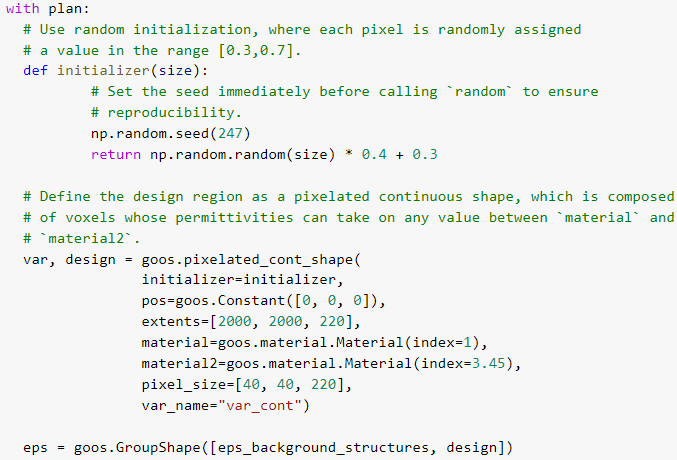 with plan:
  # Use random initialization, where each pixel is randomly assigned
  # a value in the range [0.3,0.7].
  def initializer(size):
          # Set the seed immediately before calling `random` to ensure
          # reproducibility.
          np.random.seed(247)
          return np.random.random(size) * 0.4 + 0.3

  # Define the design region as a pixelated continuous shape, which is composed
  # of voxels whose permittivities can take on any value between `material` and
  # `material2`.
  var, design = goos.pixelated_cont_shape(
                initializer=initializer,
                pos=goos.Constant([0, 0, 0]),
                extents=[2000, 2000, 220],
                material=goos.material.Material(index=1),
                material2=goos.material.Material(index=3.45),
                pixel_size=[40, 40, 220],
                var_name="var_cont")

  eps = goos.GroupShape([eps_background_structures, design])